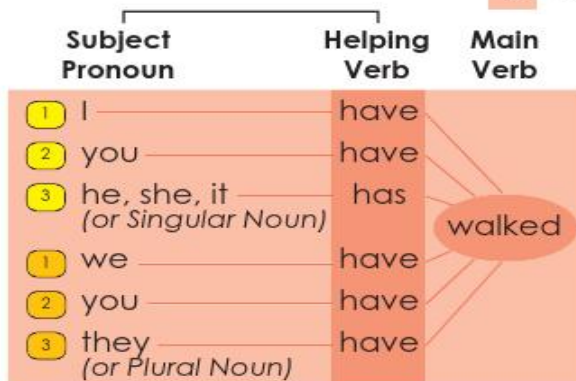 Subject Pronoun Helping Verb Main Verb
1 I have
2 you have
3 he, she, it has
(or Singular Noun)
walked
1 we have
2 you have
3 they have
(or Plural Noun)